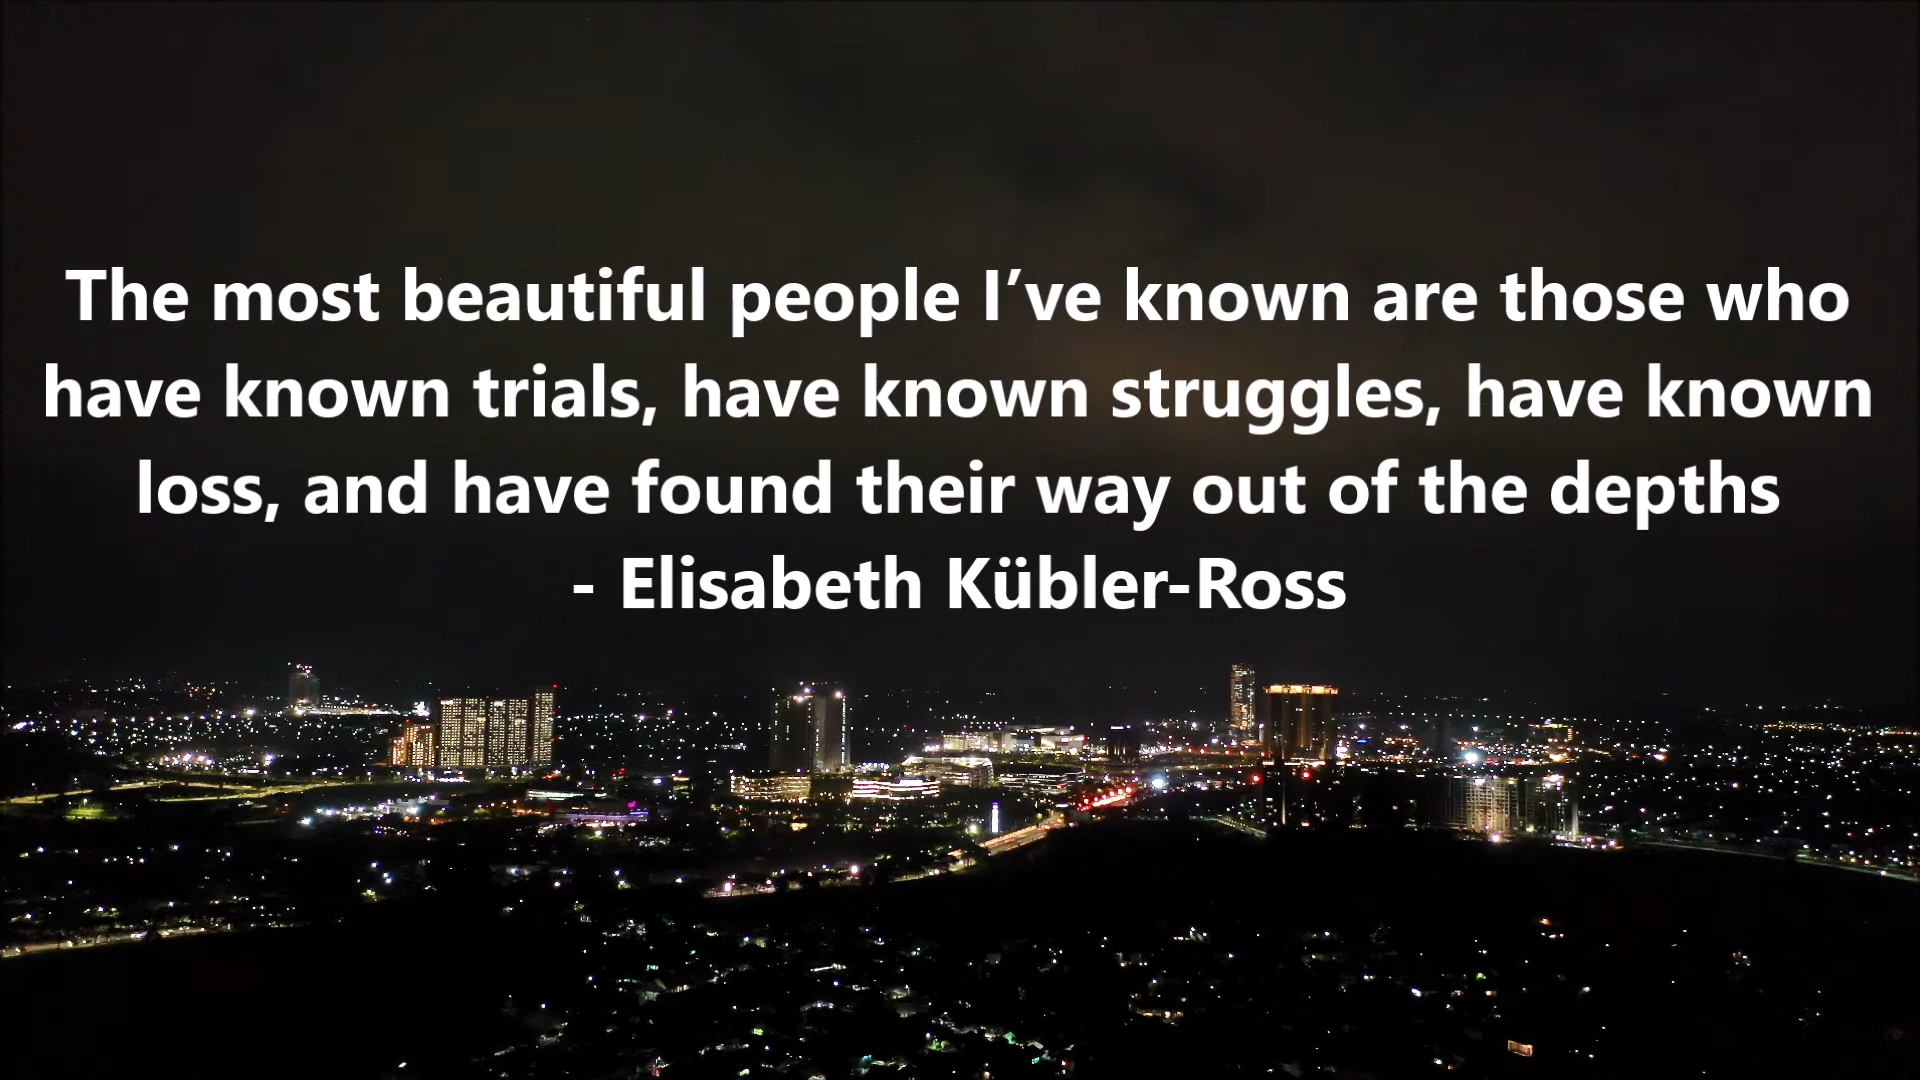 The most beautiful people I’ve known are those who
have known trials, have known struggles, have known
loss, and have found their way out of the depths
- Elisabeth Kübler-Ross